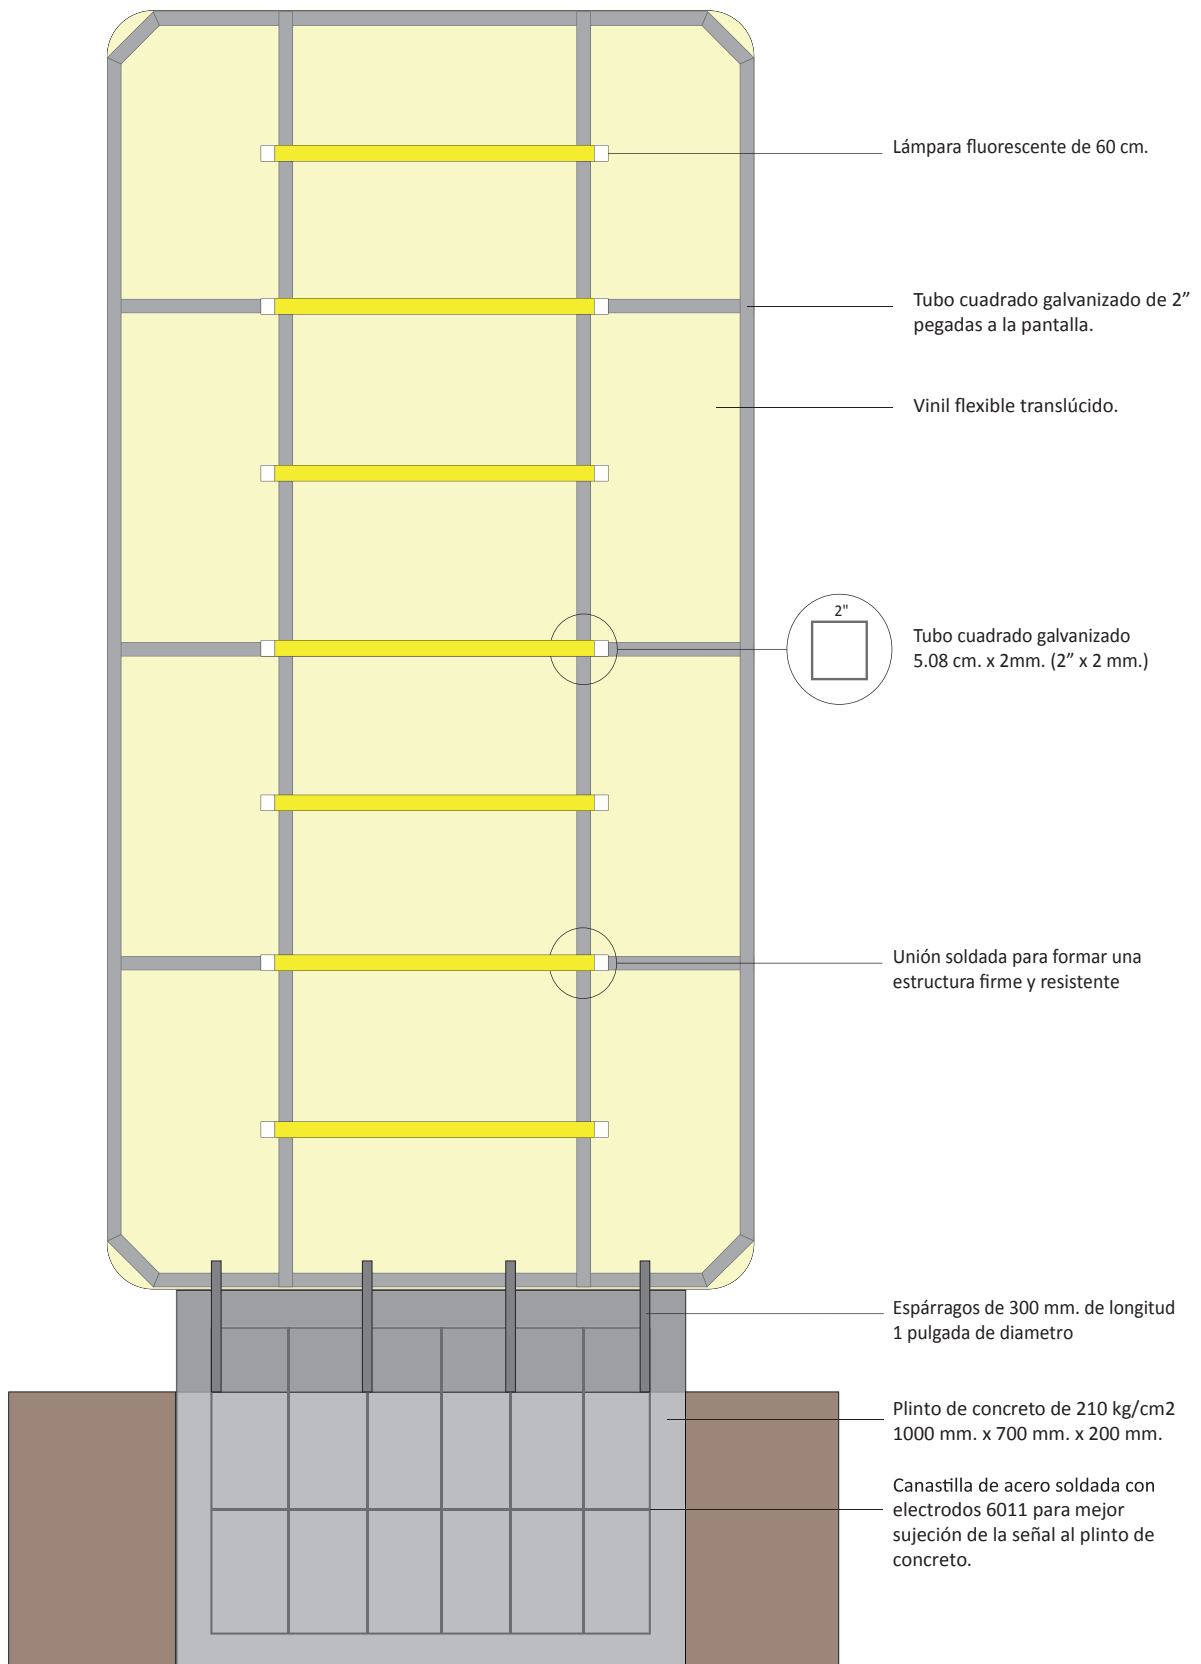 Lámpara fluorescente de 60 cm.
Tubo cuadrado galvanizado de 2”
pegadas a la pantalla.
Vinil flexible translúcido.
2"
Tubo cuadrado galvanizado
5.08 cm. x 2mm. (2” x 2 mm.)
Unión soldada para formar una
estructura firme y resistente
Espárragos de 300 mm. de longitud
1 pulgada de diametro
Plinto de concreto de 210 kg/cm2
1000 mm. x 700 mm. x 200 mm.
Canastilla de acero soldada con
electrodos 6011 para mejor
sujeción de la señal al plinto de
concreto.